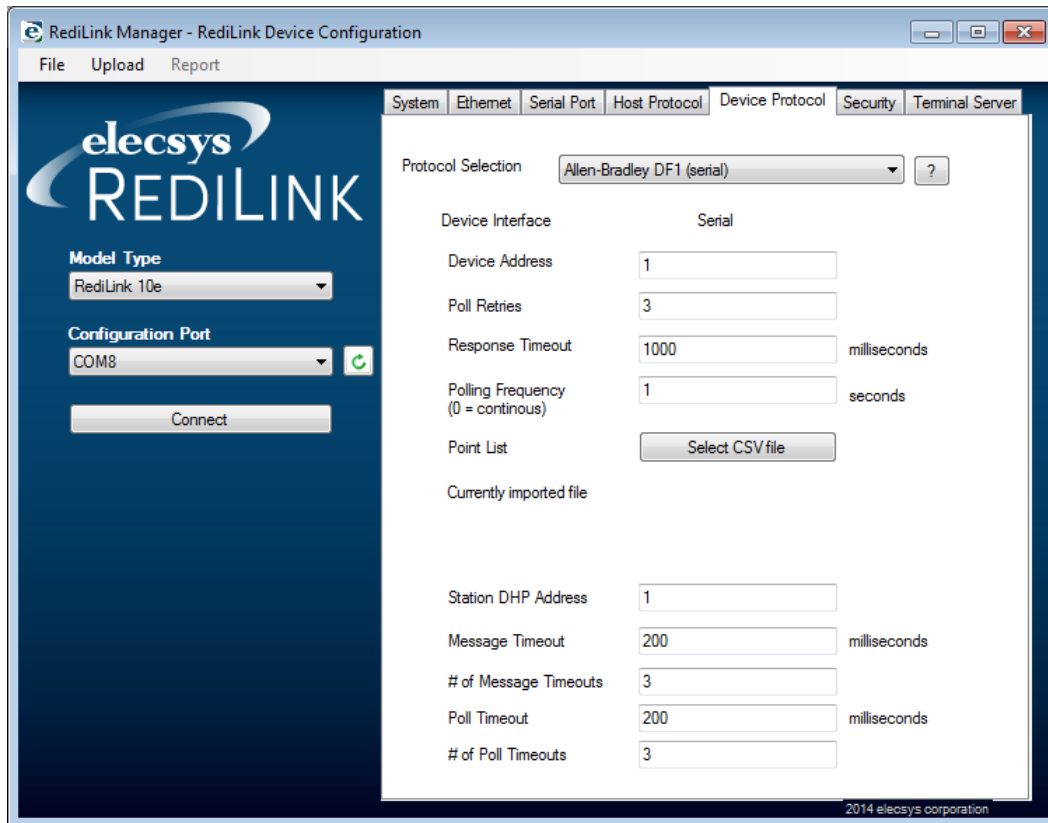 RediLink Manager - RediLink Device Configuration
File Upload Report
elecsys
REDILINK
Model Type
RediLink 10e
Configuration Port
COM8
Connect
System Ethernet Serial Port Host Protocol Device Protocol Security Terminal Server
Protocol Selection Allen-Bradley DF1 (serial) ?
Device Interface Serial
Device Address 1
Poll Retries 3
Response Timeout 1000 milliseconds
Polling Frequency 1 seconds
(0 = continous)
Point List Select CSV file
Currently imported file
Station DHP Address 1
Message Timeout 200 milliseconds
# of Message Timeouts 3
Poll Timeout 200 milliseconds
# of Poll Timeouts 3
2014 elecsys corporation